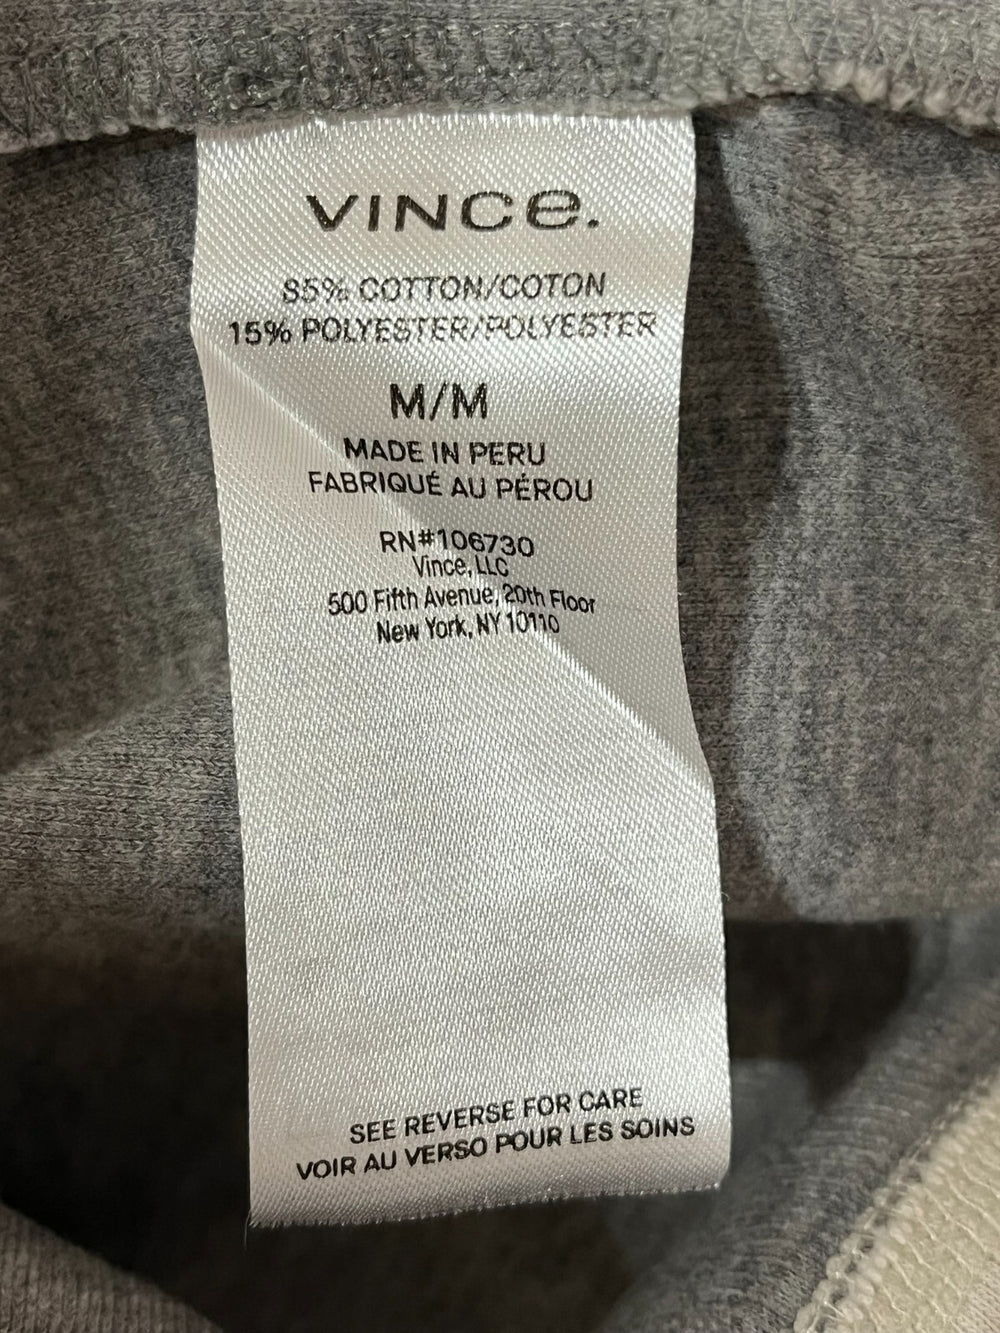 VINCe.
85% COTTON/COTON
15% POLYESTER/POLYESTER
M/M
MADE IN PERU
FABRIQUÉ AU PÉROU
RN#106730
Vince, LLC
500 Fifth Avenue, 20th Floor
New York, NY 10110
SEE REVERSE FOR CARE
VOIR AU VERSO POUR LES SOINS